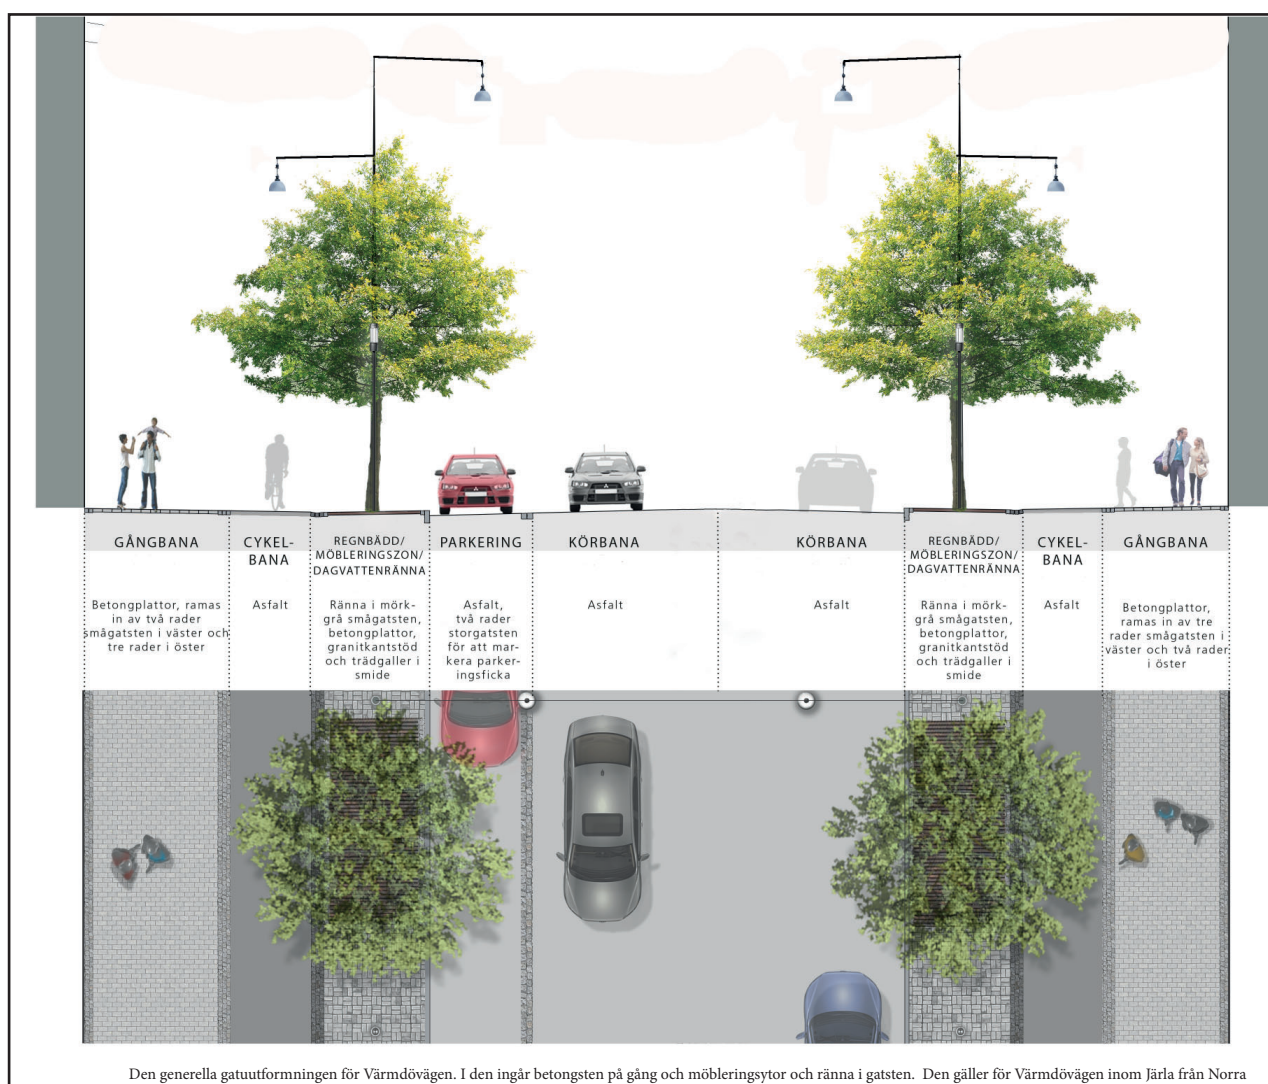 GÅNGBANA
CYKEL-
BANA
REGNBÄDD/
MÖBLERINGSZON/
DAGVATTENRÄNNA
PARKERING
KÖRBANA
KÖRBANA
REGNBÄDD/
MÖBLERINGSZON/
DAGVATTENRÄNNA
CYKEL-
BANA
GÅNGBANA
Betongplattor, ramas
in av två rader
smågatsten i väster och
tre rader i öster
Asfalt
Ränna i mörk-
grå smågatsten,
betongplattor,
granitkantstöd
och trädgaller i
smide
Asfalt,
två rader
storgatsten
för att mar-
kera parker-
ingsficka
Asfalt
Asfalt
Ränna i mörk-
grå smågatsten,
betongplattor,
granitkantstöd
och trädgaller i
smide
Asfalt
Betongplattor,
ramas in av tre
rader smågatsten i
väster och två rader
i öster
Den generella gatuutformningen för Värmdövägen. I den ingår betongsten på gång och möbleringsytor och ränna i gatsten.  Den gäller för Värmdövägen inom Järla från Norra